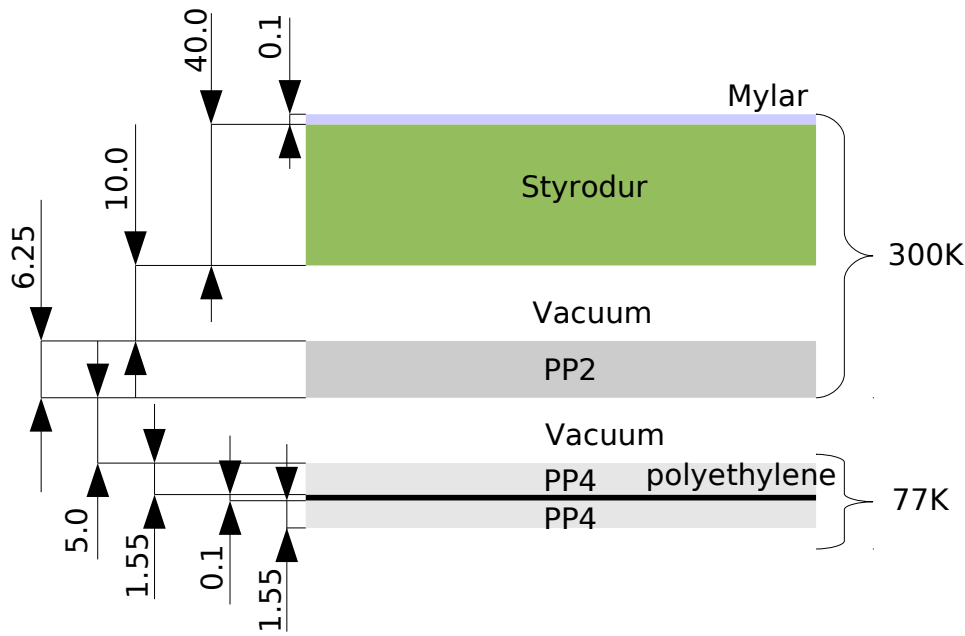 40.0
0.1
Mylar
10.0
Styrodur
6.25
300K
Vacuum
PP2
Vacuum
PP4
polyethylene
77K
PP4
5.0
1.55
0.1
1.55